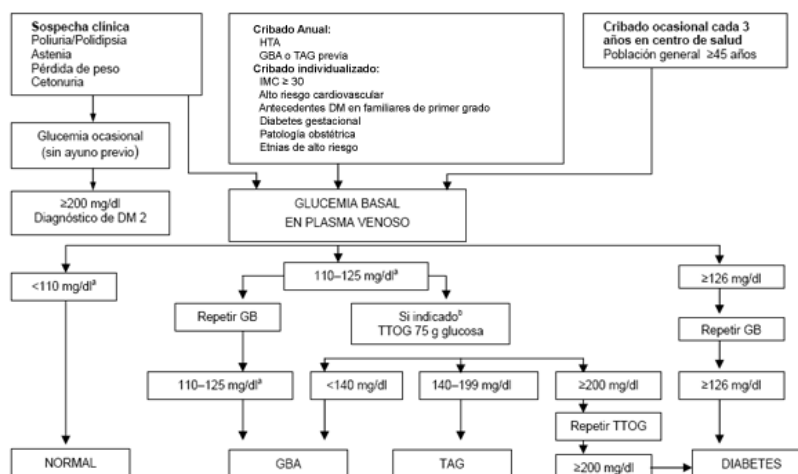 Sospecha clínica
Poliuria/Polidipsia
Astenia
Pérdida de peso
Cetonuria
Cribado Anual:
HTA
GBA o TAG previa
Cribado individualizado:
IMC ≥ 30
Alto riesgo cardiovascular
Antecedentes DM en familiares de primer grado
Diabetes gestacional
Patología obstétrica
Etnias de alto riesgo
Cribado ocasional cada 3
años en centro de salud
Población general ≥45 años
Glucemia ocasional
(sin ayuno previo)
≥200 mg/dl
Diagnóstico de DM 2
GLUCEMIA BASAL
EN PLASMA VENOSO
<110 mg/dlª
110–125 mg/dlª
≥126 mg/dl
Repetir GB
Si indicadoᵇ
TTOG 75 g glucosa
Repetir GB
110–125 mg/dlª
<140 mg/dl
140–199 mg/dl
≥200 mg/dl
≥126 mg/dl
Repetir TTOG
NORMAL
GBA
TAG
≥200 mg/dl
DIABETES